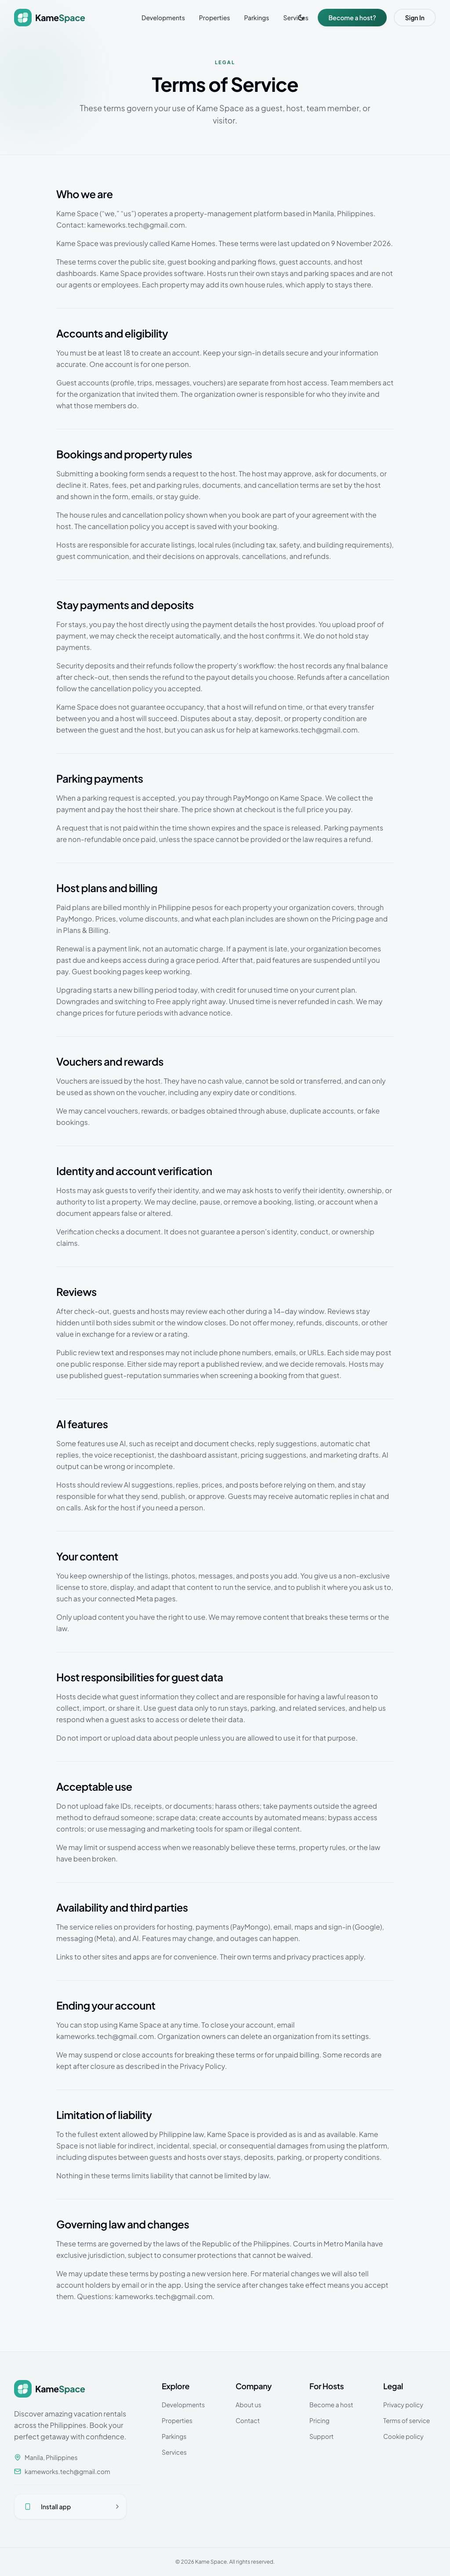 KameSpace
Developments Properties Parkings Services Become a host? Sign In
LEGAL
Terms of Service
These terms govern your use of Kame Space as a guest, host, team member, or
visitor.
Who we are
Kame Space (“we,” “us”) operates a property-management platform based in Manila, Philippines.
Contact: kameworks.tech@gmail.com.
Kame Space was previously called Kame Homes. These terms were last updated on 9 November 2026.
These terms cover the public site, guest booking and parking flows, guest accounts, and host
dashboards. Kame Space provides software. Hosts run their own stays and parking spaces and are not
our agents or employees. Each property may add its own house rules, which apply to stays there.
Accounts and eligibility
You must be at least 18 to create an account. Keep your sign-in details secure and your information
accurate. One account is for one person.
Guest accounts (profile, trips, messages, vouchers) are separate from host access. Team members act
for the organization that invited them. The organization owner is responsible for who they invite and
what those members do.
Bookings and property rules
Submitting a booking form sends a request to the host. The host may approve, ask for documents, or
decline it. Rates, fees, pet and parking rules, documents, and cancellation terms are set by the host
and shown in the form, emails, or stay guide.
The house rules and cancellation policy shown when you book are part of your agreement with the
host. The cancellation policy you accept is saved with your booking.
Hosts are responsible for accurate listings, local rules (including tax, safety, and building requirements),
guest communication, and their decisions on approvals, cancellations, and refunds.
Stay payments and deposits
For stays, you pay the host directly using the payment details the host provides. You upload proof of
payment, we may check the receipt automatically, and the host confirms it. We do not hold stay
payments.
Security deposits and their refunds follow the property's workflow: the host records any final balance
after check-out, then sends the refund to the payout details you choose. Refunds after a cancellation
follow the cancellation policy you accepted.
Kame Space does not guarantee occupancy, that a host will refund on time, or that every transfer
between you and a host will succeed. Disputes about a stay, deposit, or property condition are
between the guest and the host, but you can ask us for help at kameworks.tech@gmail.com.
Parking payments
When a parking request is accepted, you pay through PayMongo on Kame Space. We collect the
payment and pay the host their share. The price shown at checkout is the full price you pay.
A request that is not paid within the time shown expires and the space is released. Parking payments
are non-refundable once paid, unless the space cannot be provided or the law requires a refund.
Host plans and billing
Paid plans are billed monthly in Philippine pesos for each property your organization covers, through
PayMongo. Prices, volume discounts, and what each plan includes are shown on the Pricing page and
in Plans & Billing.
Renewal is a payment link, not an automatic charge. If a payment is late, your organization becomes
past due and keeps access during a grace period. After that, paid features are suspended until you
pay. Guest booking pages keep working.
Upgrading starts a new billing period today, with credit for unused time on your current plan.
Downgrades and switching to Free apply right away. Unused time is never refunded in cash. We may
change prices for future periods with advance notice.
Vouchers and rewards
Vouchers are issued by the host. They have no cash value, cannot be sold or transferred, and can only
be used as shown on the voucher, including any expiry date or conditions.
We may cancel vouchers, rewards, or badges obtained through abuse, duplicate accounts, or fake
bookings.
Identity and account verification
Hosts may ask guests to verify their identity, and we may ask hosts to verify their identity, ownership, or
authority to list a property. We may decline, pause, or remove a booking, listing, or account when a
document appears false or altered.
Verification checks a document. It does not guarantee a person's identity, conduct, or ownership
claims.
Reviews
After check-out, guests and hosts may review each other during a 14-day window. Reviews stay
hidden until both sides submit or the window closes. Do not offer money, refunds, discounts, or other
value in exchange for a review or a rating.
Public review text and responses may not include phone numbers, emails, or URLs. Each side may post
one public response. Either side may report a published review, and we decide removals. Hosts may
use published guest-reputation summaries when screening a booking from that guest.
AI features
Some features use AI, such as receipt and document checks, reply suggestions, automatic chat
replies, the voice receptionist, the dashboard assistant, pricing suggestions, and marketing drafts. AI
output can be wrong or incomplete.
Hosts should review AI suggestions, replies, prices, and posts before relying on them, and stay
responsible for what they send, publish, or approve. Guests may receive automatic replies in chat and
on calls. Ask for the host if you need a person.
Your content
You keep ownership of the listings, photos, messages, and posts you add. You give us a non-exclusive
license to store, display, and adapt that content to run the service, and to publish it where you ask us to,
such as your connected Meta pages.
Only upload content you have the right to use. We may remove content that breaks these terms or the
law.
Host responsibilities for guest data
Hosts decide what guest information they collect and are responsible for having a lawful reason to
collect, import, or share it. Use guest data only to run stays, parking, and related services, and help us
respond when a guest asks to access or delete their data.
Do not import or upload data about people unless you are allowed to use it for that purpose.
Acceptable use
Do not upload fake IDs, receipts, or documents; harass others; take payments outside the agreed
method to defraud someone; scrape data; create accounts by automated means; bypass access
controls; or use messaging and marketing tools for spam or illegal content.
We may limit or suspend access when we reasonably believe these terms, property rules, or the law
have been broken.
Availability and third parties
The service relies on providers for hosting, payments (PayMongo), email, maps and sign-in (Google),
messaging (Meta), and AI. Features may change, and outages can happen.
Links to other sites and apps are for convenience. Their own terms and privacy practices apply.
Ending your account
You can stop using Kame Space at any time. To close your account, email
kameworks.tech@gmail.com. Organization owners can delete an organization from its settings.
We may suspend or close accounts for breaking these terms or for unpaid billing. Some records are
kept after closure as described in the Privacy Policy.
Limitation of liability
To the fullest extent allowed by Philippine law, Kame Space is provided as is and as available. Kame
Space is not liable for indirect, incidental, special, or consequential damages from using the platform,
including disputes between guests and hosts over stays, deposits, parking, or property conditions.
Nothing in these terms limits liability that cannot be limited by law.
Governing law and changes
These terms are governed by the laws of the Republic of the Philippines. Courts in Metro Manila have
exclusive jurisdiction, subject to consumer protections that cannot be waived.
We may update these terms by posting a new version here. For material changes we will also tell
account holders by email or in the app. Using the service after changes take effect means you accept
them. Questions: kameworks.tech@gmail.com.
KameSpace
Discover amazing vacation rentals
across the Philippines. Book your
perfect getaway with confidence.
Manila, Philippines
kameworks.tech@gmail.com
Install app
Explore
Developments
Properties
Parkings
Services
Company
About us
Contact
For Hosts
Become a host
Pricing
Support
Legal
Privacy policy
Terms of service
Cookie policy
© 2026 Kame Space. All rights reserved.